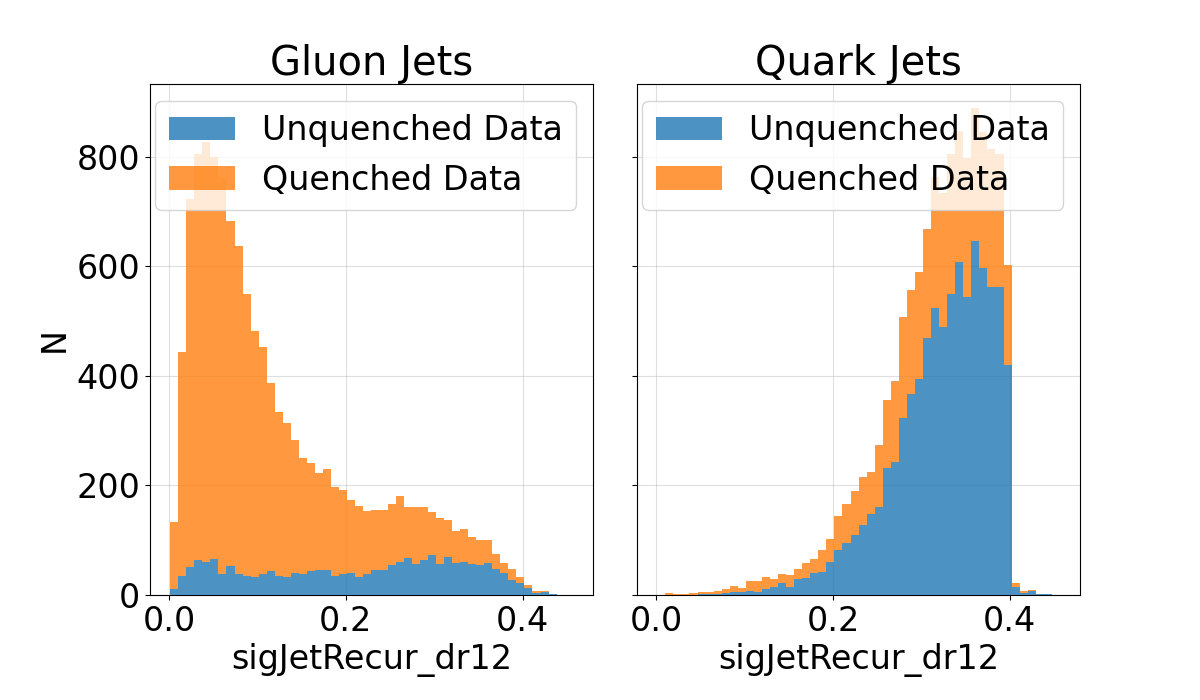 Gluon Jets
Unquenched Data
Quenched Data
N
800
600
400
200
0
0.0 0.2 0.4
sigJetRecur_dr12
Quark Jets
Unquenched Data
Quenched Data
0.0 0.2 0.4
sigJetRecur_dr12